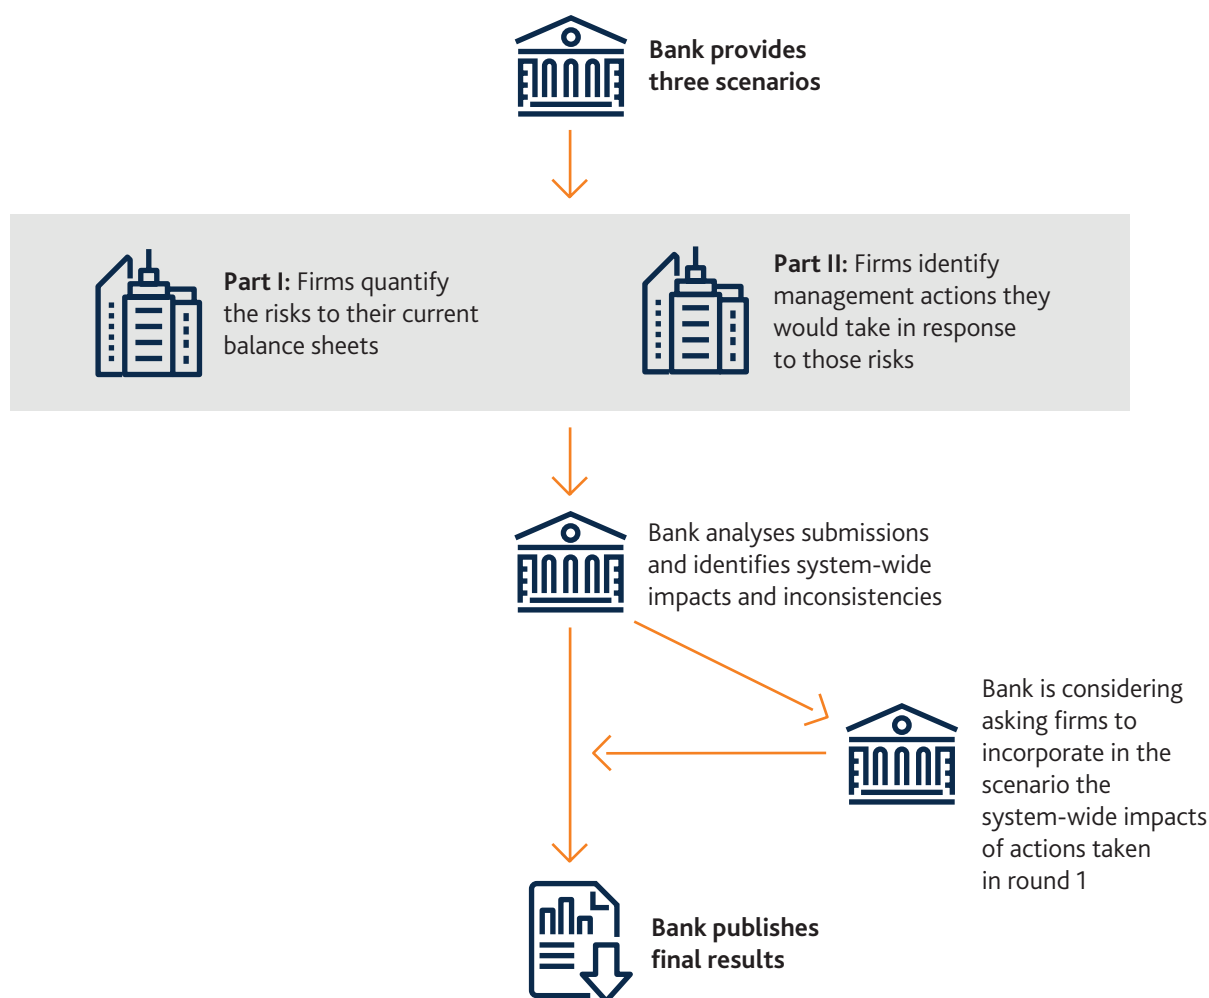 Bank provides
three scenarios
Part I: Firms quantify
the risks to their current
balance sheets
Part II: Firms identify
management actions they
would take in response
to those risks
Bank analyses submissions
and identifies system-wide
impacts and inconsistencies
Bank is considering
asking firms to
incorporate in the
scenario the
system-wide impacts
of actions taken
in round 1
Bank publishes
final results